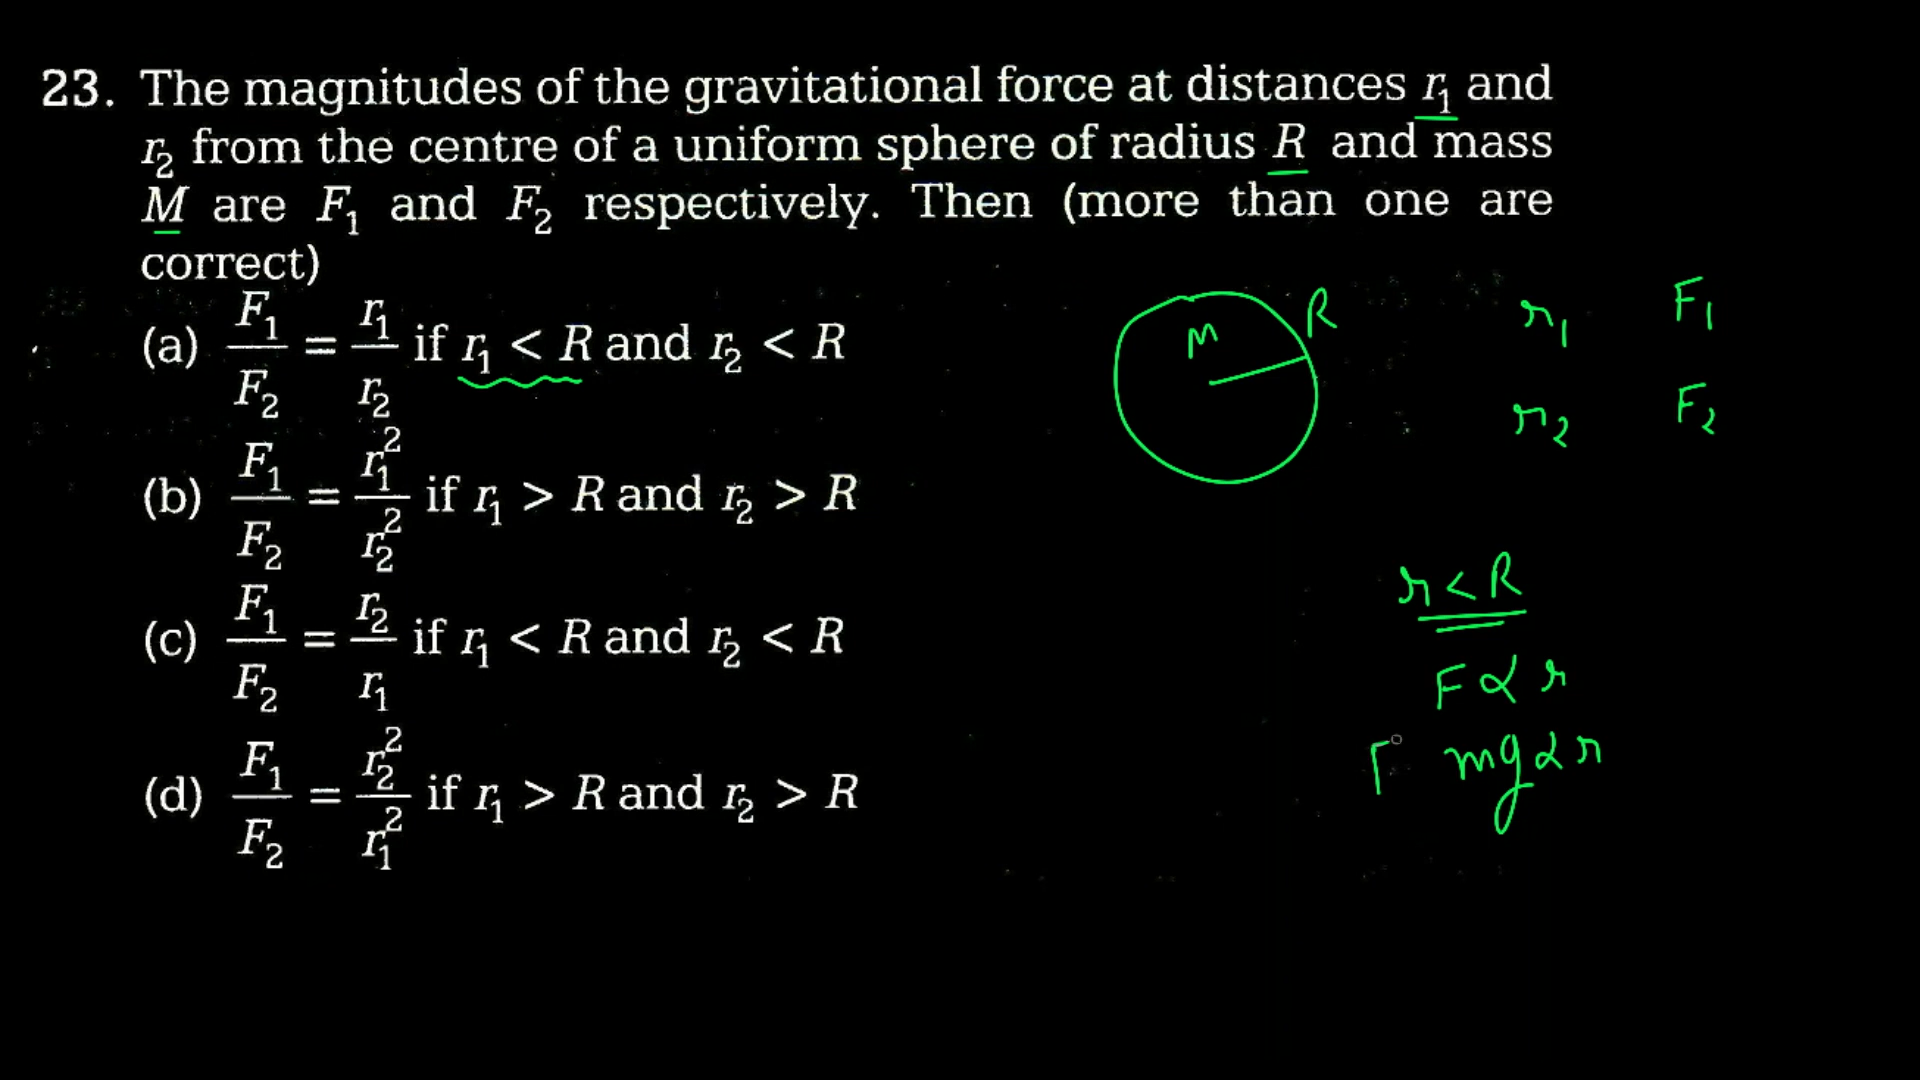 23. The magnitudes of the gravitational force at distances r₁ and
r₂ from the centre of a uniform sphere of radius R and mass
M are F₁ and F₂ respectively. Then (more than one are
correct)
(a) F₁/F₂ = r₁/r₂ if r₁ < R and r₂ < R
(b) F₁/F₂ = r₁²/r₂² if r₁ > R and r₂ > R
(c) F₁/F₂ = r₂/r₁ if r₁ < R and r₂ < R
(d) F₁/F₂ = r₂²/r₁² if r₁ > R and r₂ > R
M R
r₁ F₁
r₂ F₂
r < R
F ∝ r
mg ∝ r